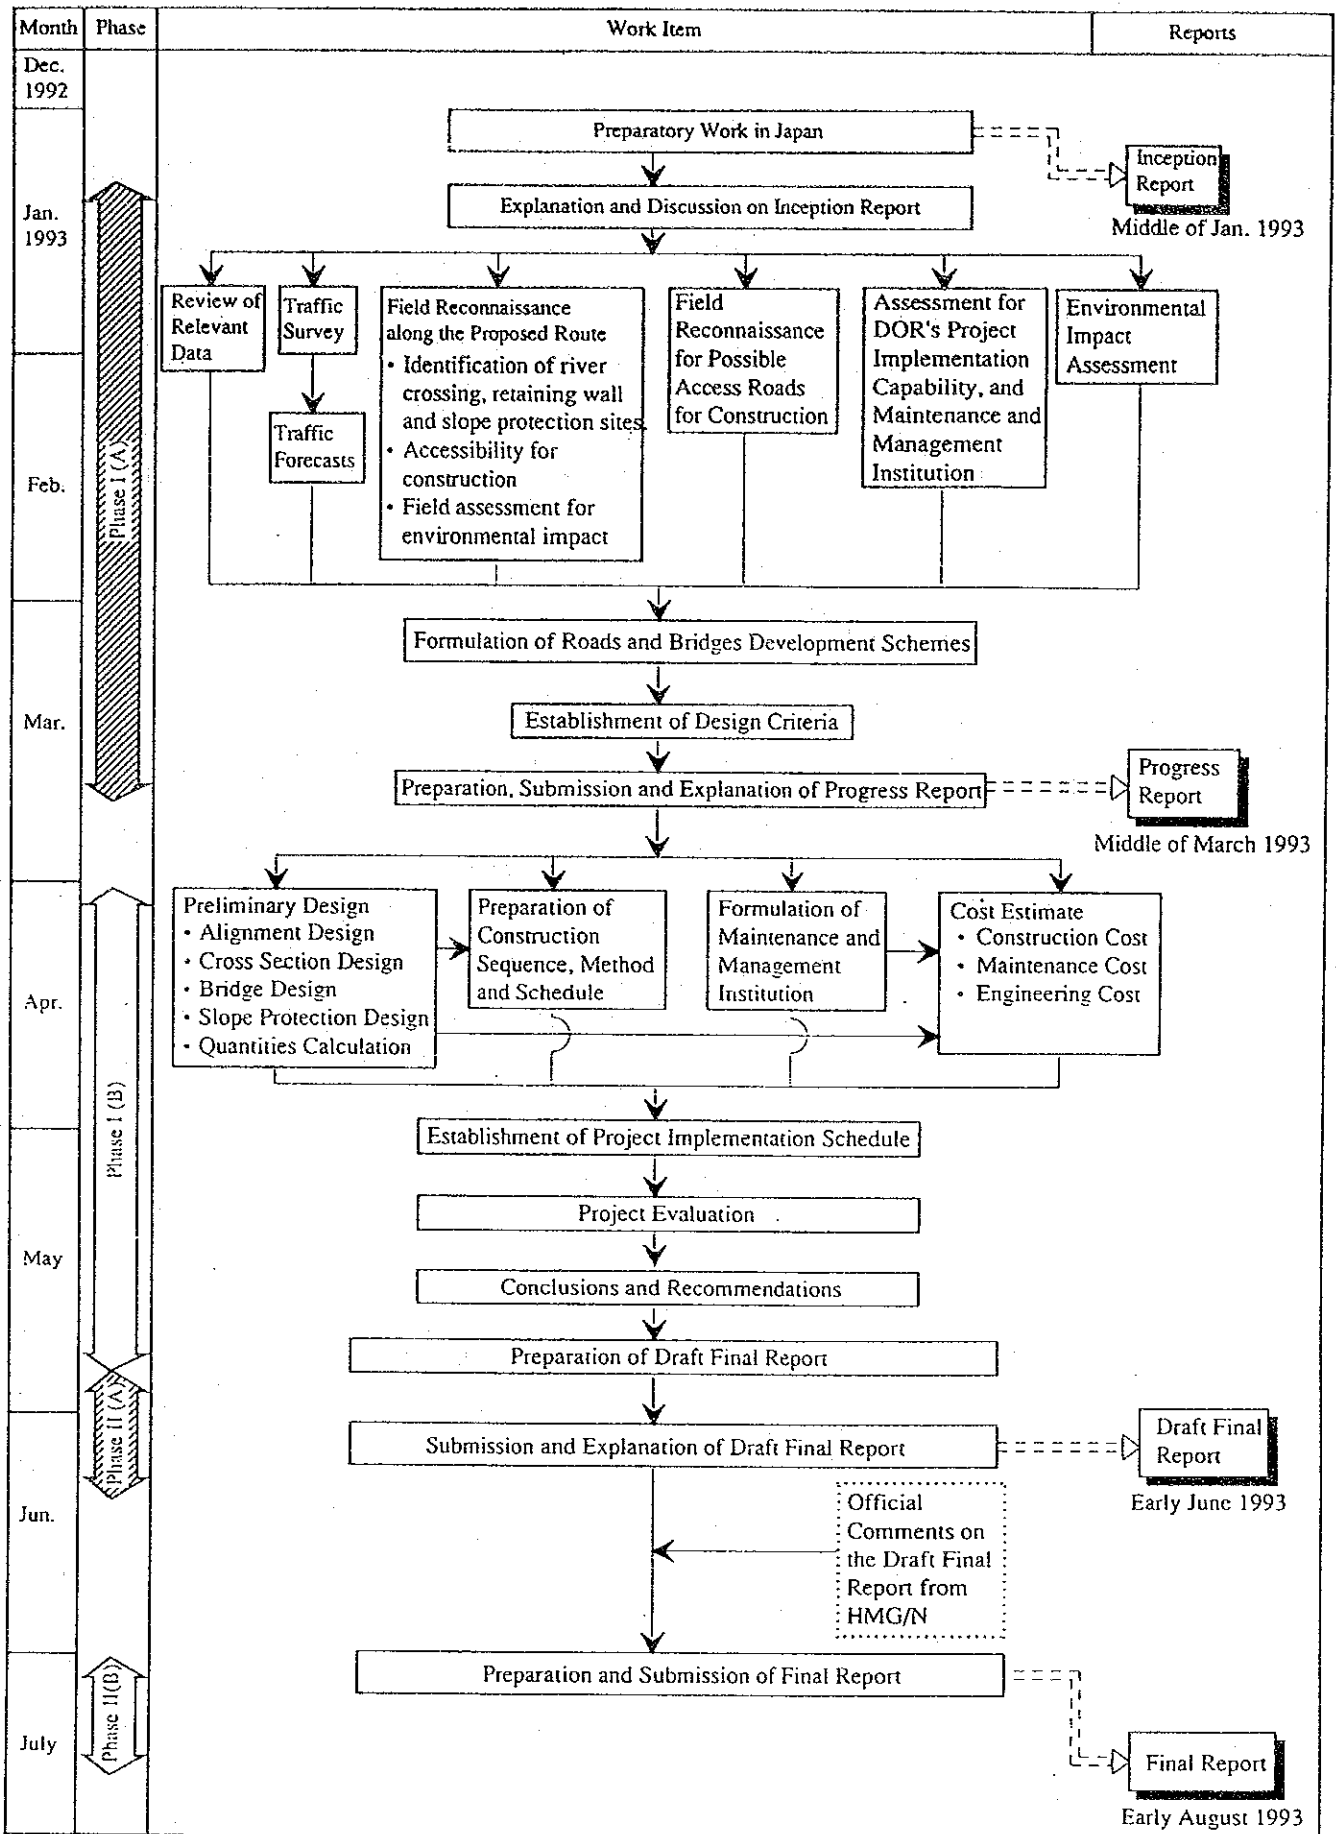 Month
Phase
Work Item
Reports
Dec.
1992
Preparatory Work in Japan
Inception
Report
Middle of Jan. 1993
Jan.
1993
Explanation and Discussion on Inception Report
Review of
Relevant
Data
Traffic
Survey
Traffic
Forecasts
Field Reconnaissance
along the Proposed Route
• Identification of river
crossing, retaining wall
and slope protection sites.
• Accessibility for
construction
• Field assessment for
environmental impact
Field
Reconnaissance
for Possible
Access Roads
for Construction
Assessment for
DOR's Project
Implementation
Capability, and
Maintenance and
Management
Institution
Environmental
Impact
Assessment
Phase I (A)
Feb.
Formulation of Roads and Bridges Development Schemes
Mar.
Establishment of Design Criteria
Preparation, Submission and Explanation of Progress Report
Progress
Report
Middle of March 1993
Preliminary Design
• Alignment Design
• Cross Section Design
• Bridge Design
• Slope Protection Design
• Quantities Calculation
Preparation of
Construction
Sequence, Method
and Schedule
Formulation of
Maintenance and
Management
Institution
Cost Estimate
• Construction Cost
• Maintenance Cost
• Engineering Cost
Apr.
Phase I (B)
Establishment of Project Implementation Schedule
Project Evaluation
May
Conclusions and Recommendations
Preparation of Draft Final Report
Phase II (A)
Submission and Explanation of Draft Final Report
Draft Final
Report
Early June 1993
Jun.
Official
Comments on
the Draft Final
Report from
HMG/N
Preparation and Submission of Final Report
Phase II(B)
July
Final Report
Early August 1993